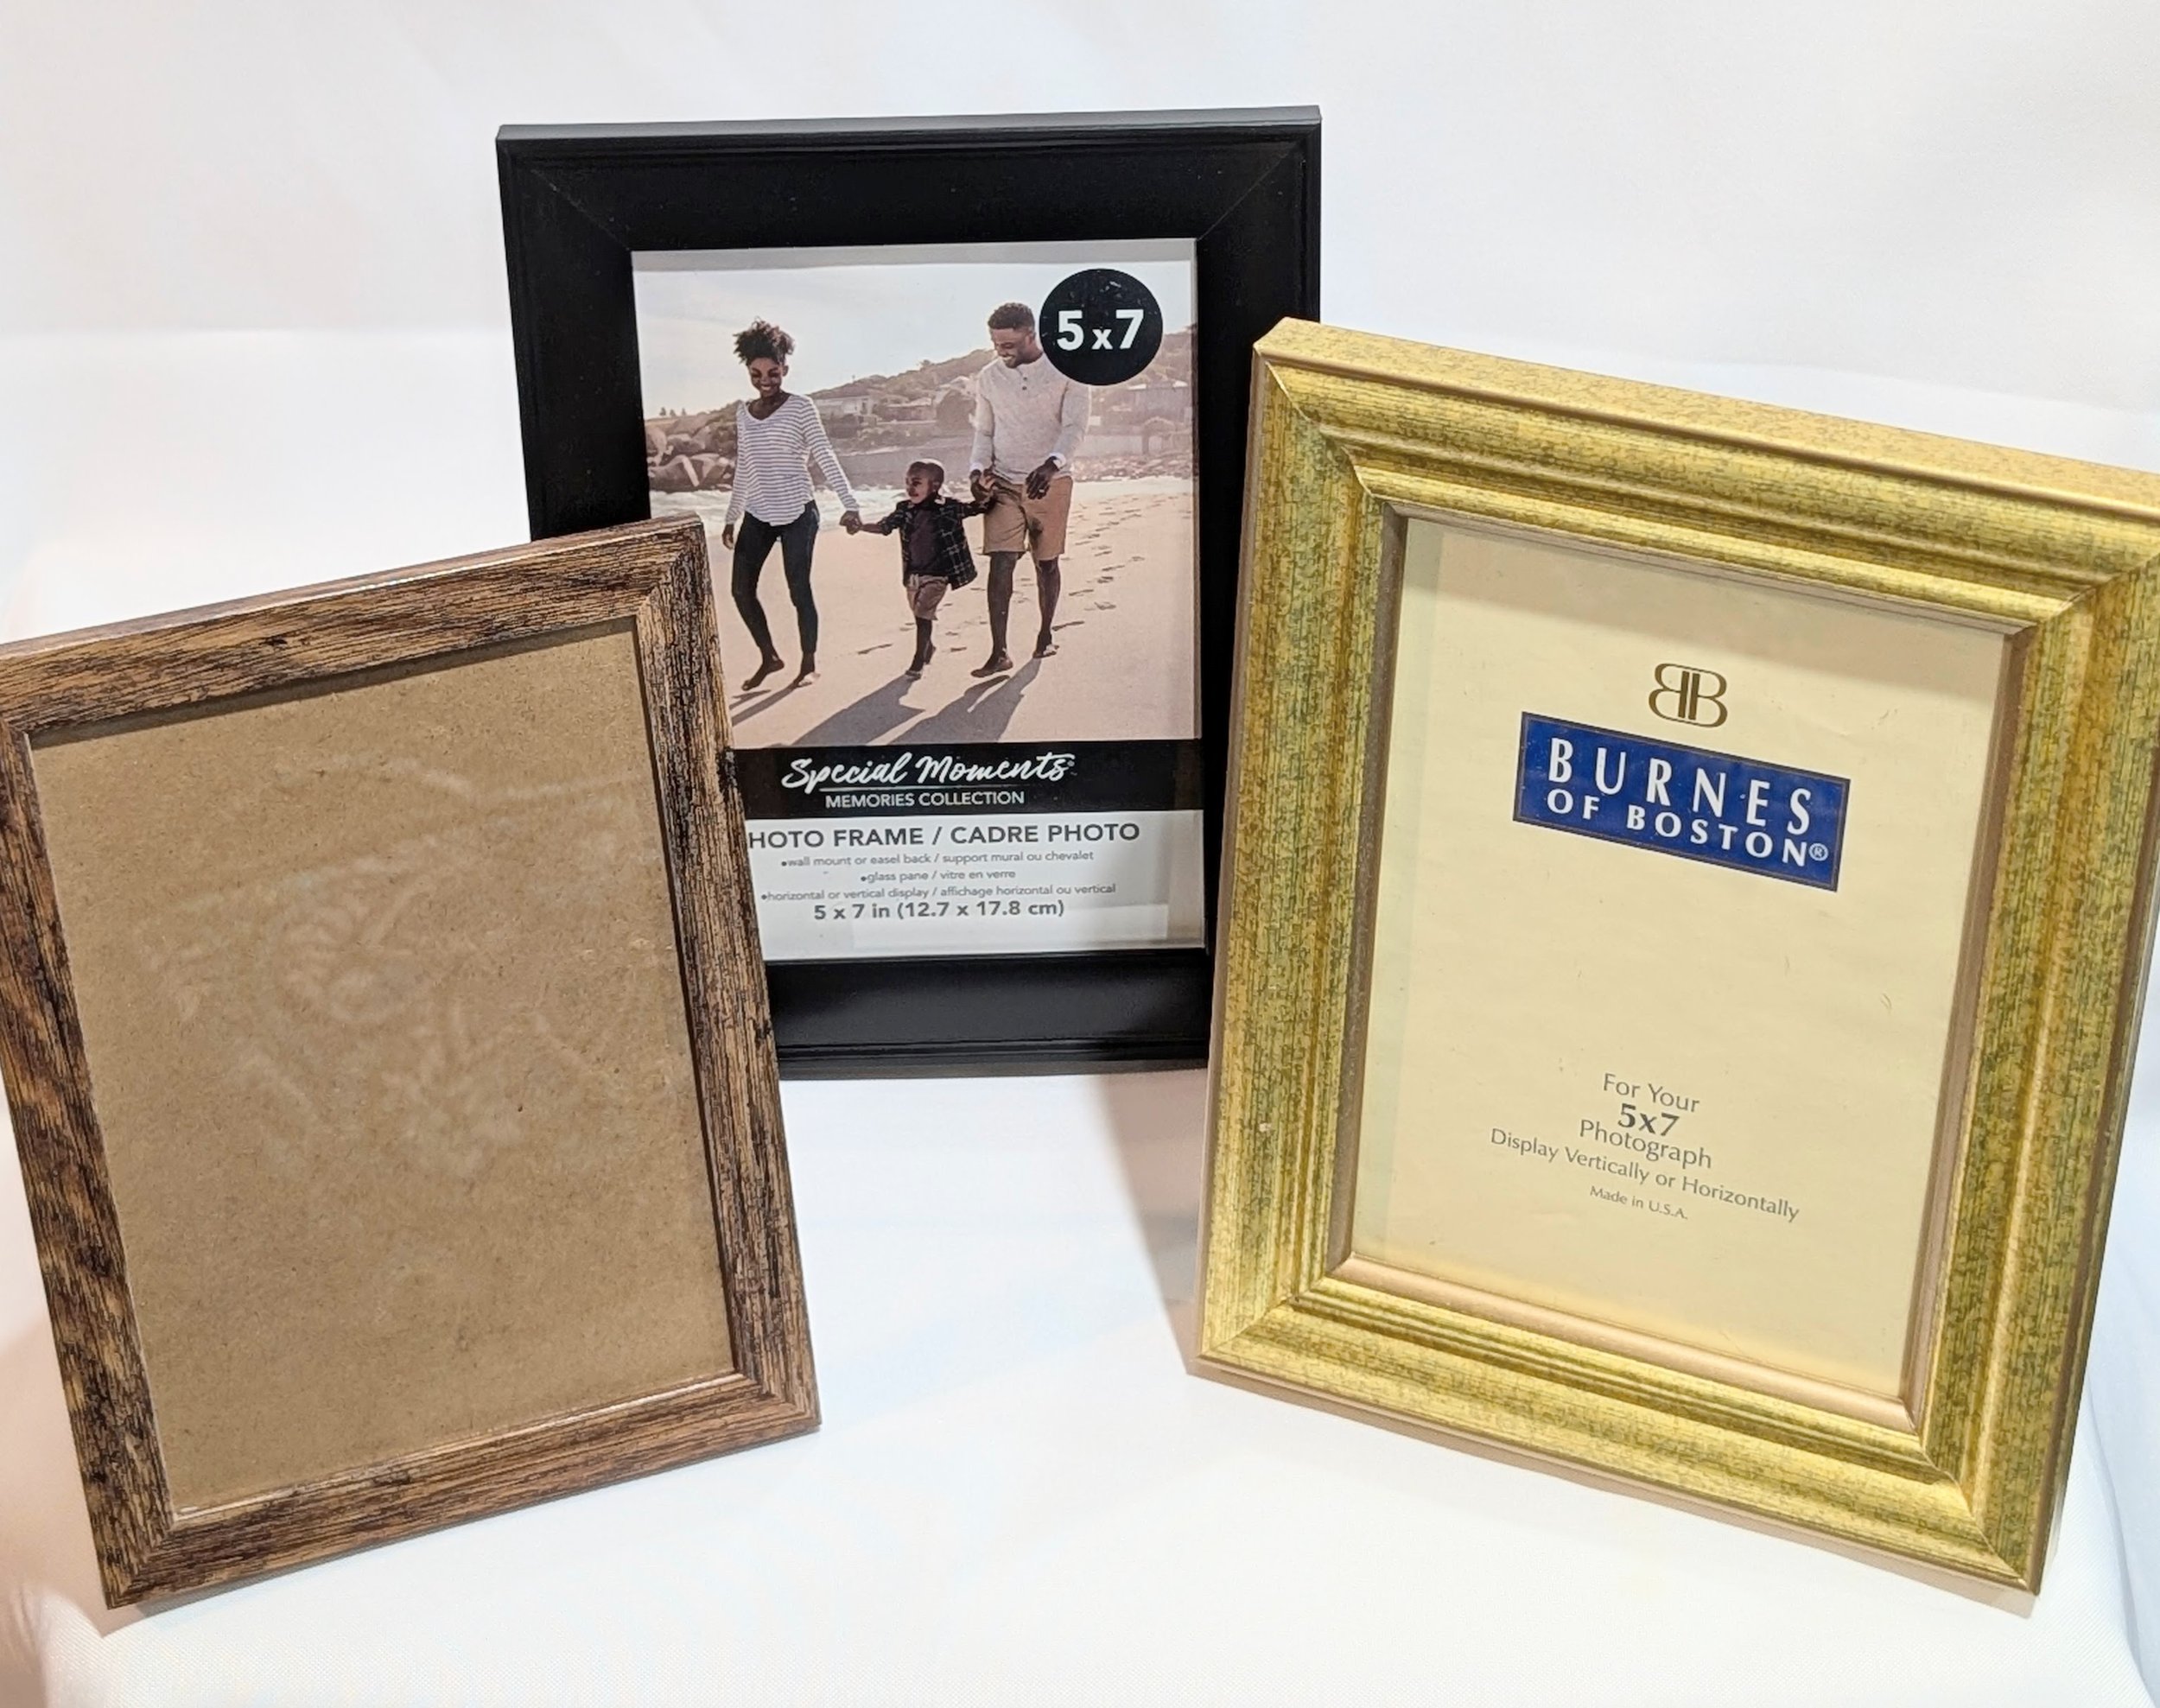 5x7
Special Moments®
MEMORIES COLLECTION
HOTO FRAME / CADRE PHOTO
•wall mount or easel back / support mural ou chevalet
•glass pane / vitre en verre
•horizontal or vertical display / affichage horizontal ou vertical
5 x 7 in (12.7 x 17.8 cm)
BB
BURNES
OF BOSTON®
For Your
5x7
Photograph
Display Vertically or Horizontally
Made in U.S.A.